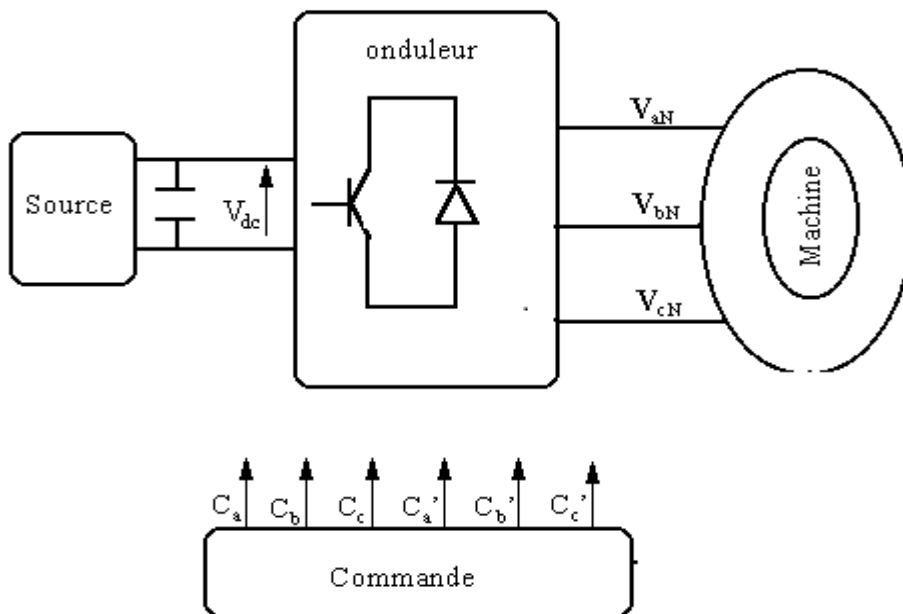 onduleur
Source
V_dc
V_aN
V_bN
V_cN
Machine
C_a C_b C_c C_a' C_b' C_c'
Commande